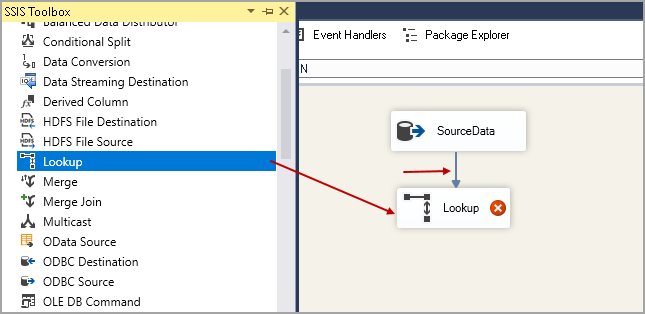 SSIS Toolbox
Balanced Data Distributor
Conditional Split
Data Conversion
Data Streaming Destination
Derived Column
HDFS File Destination
HDFS File Source
Lookup
Merge
Merge Join
Multicast
OData Source
ODBC Destination
ODBC Source
OLE DB Command
Event Handlers
Package Explorer
N
SourceData
Lookup